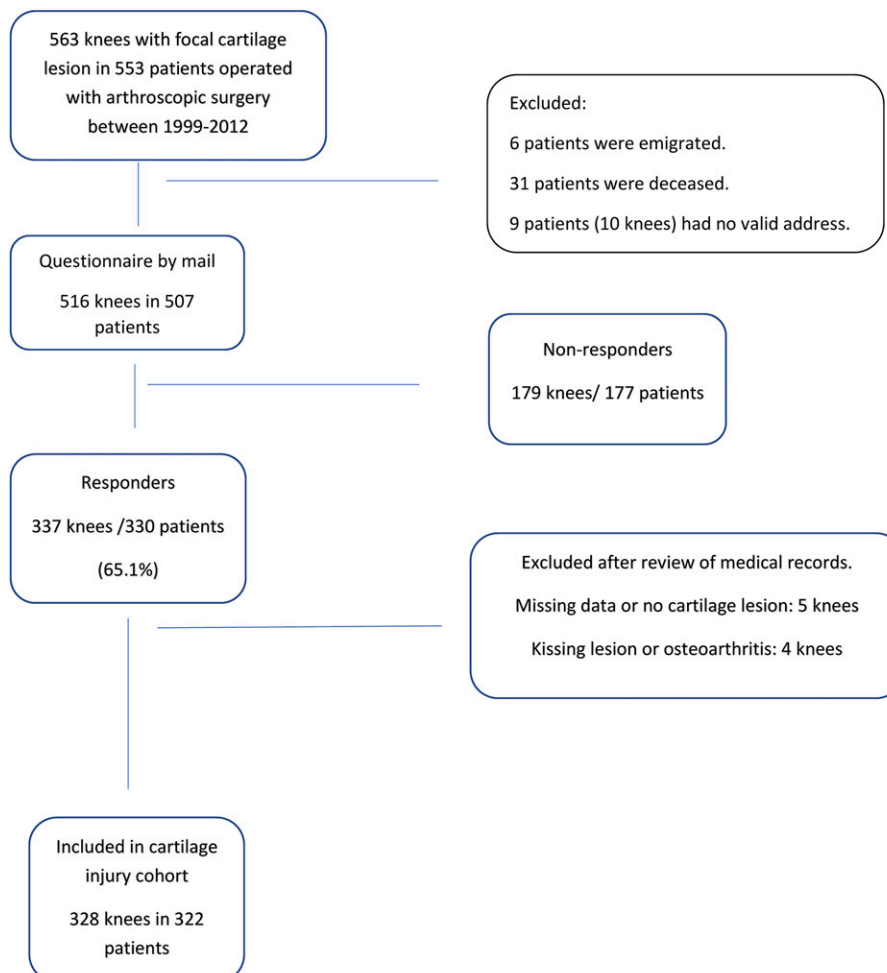 563 knees with focal cartilage
lesion in 553 patients operated
with arthroscopic surgery
between 1999-2012
Excluded:
6 patients were emigrated.
31 patients were deceased.
9 patients (10 knees) had no valid address.
Questionnaire by mail
516 knees in 507
patients
Non-responders
179 knees/ 177 patients
Responders
337 knees /330 patients
(65.1%)
Excluded after review of medical records.
Missing data or no cartilage lesion: 5 knees
Kissing lesion or osteoarthritis: 4 knees
Included in cartilage
injury cohort
328 knees in 322
patients